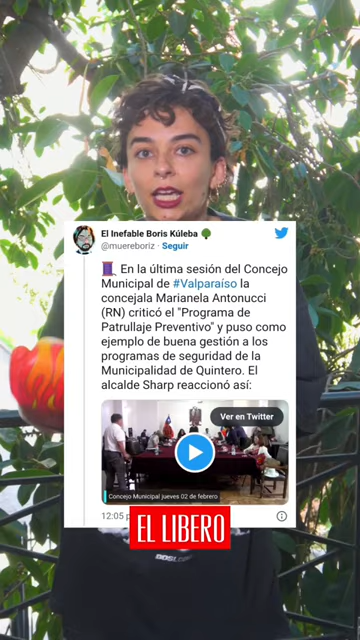 El Inefable Boris Kúleba
@muereboriz · Seguir
En la última sesión del Concejo
Municipal de #Valparaíso la
concejala Marianela Antonucci
(RN) criticó el "Programa de
Patrullaje Preventivo" y puso como
ejemplo de buena gestión a los
programas de seguridad de la
Municipalidad de Quintero. El
alcalde Sharp reaccionó así:
Ver en Twitter
Concejo Municipal jueves 02 de febrero
12:05
EL LIBERO